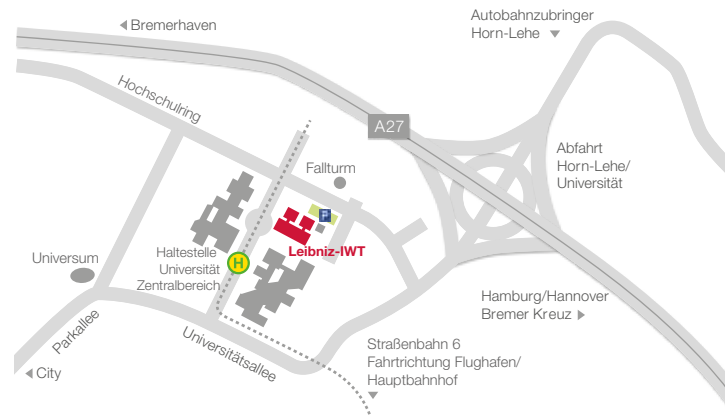 Bremerhaven
Autobahnzubringer
Horn-Lehe
Hochschulring
A27
Fallturm
Abfahrt
Horn-Lehe/
Universität
P
Leibniz-IWT
Haltestelle
Universität
Zentralbereich
H
Universum
Hamburg/Hannover
Bremer Kreuz
Parkallee
Universitätsallee
Straßenbahn 6
Fahrtrichtung Flughafen/
Hauptbahnhof
City